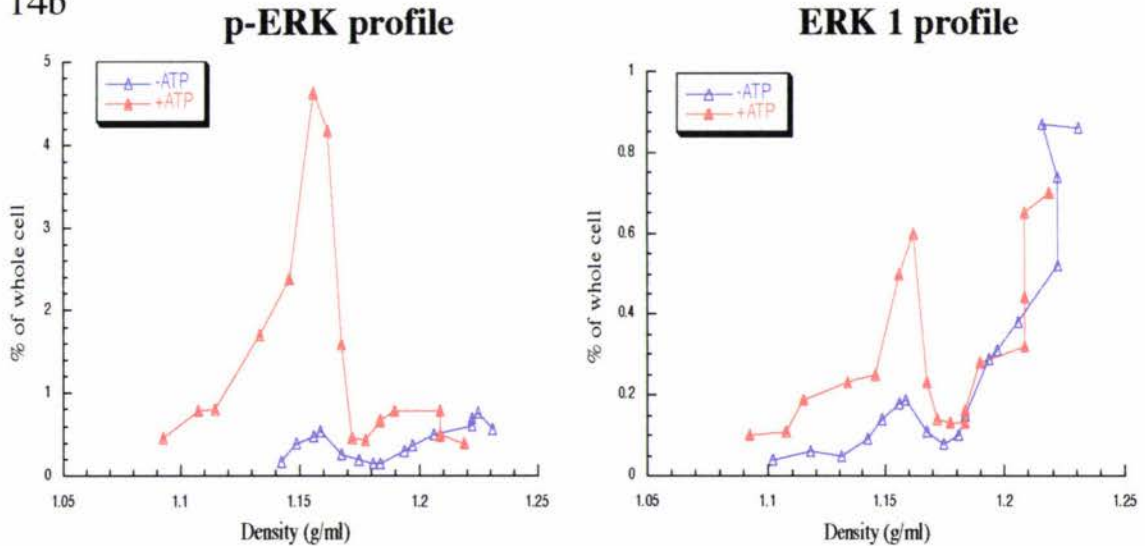 14b
p-ERK profile
5
4
3
2
1
0
% of whole cell
-ATP
+ATP
1.05
1.1
1.15
1.2
1.25
Density (g/ml)
ERK 1 profile
1
0.8
0.6
0.4
0.2
0
% of whole cell
-ATP
+ATP
1.05
1.1
1.15
1.2
1.25
Density (g/ml)